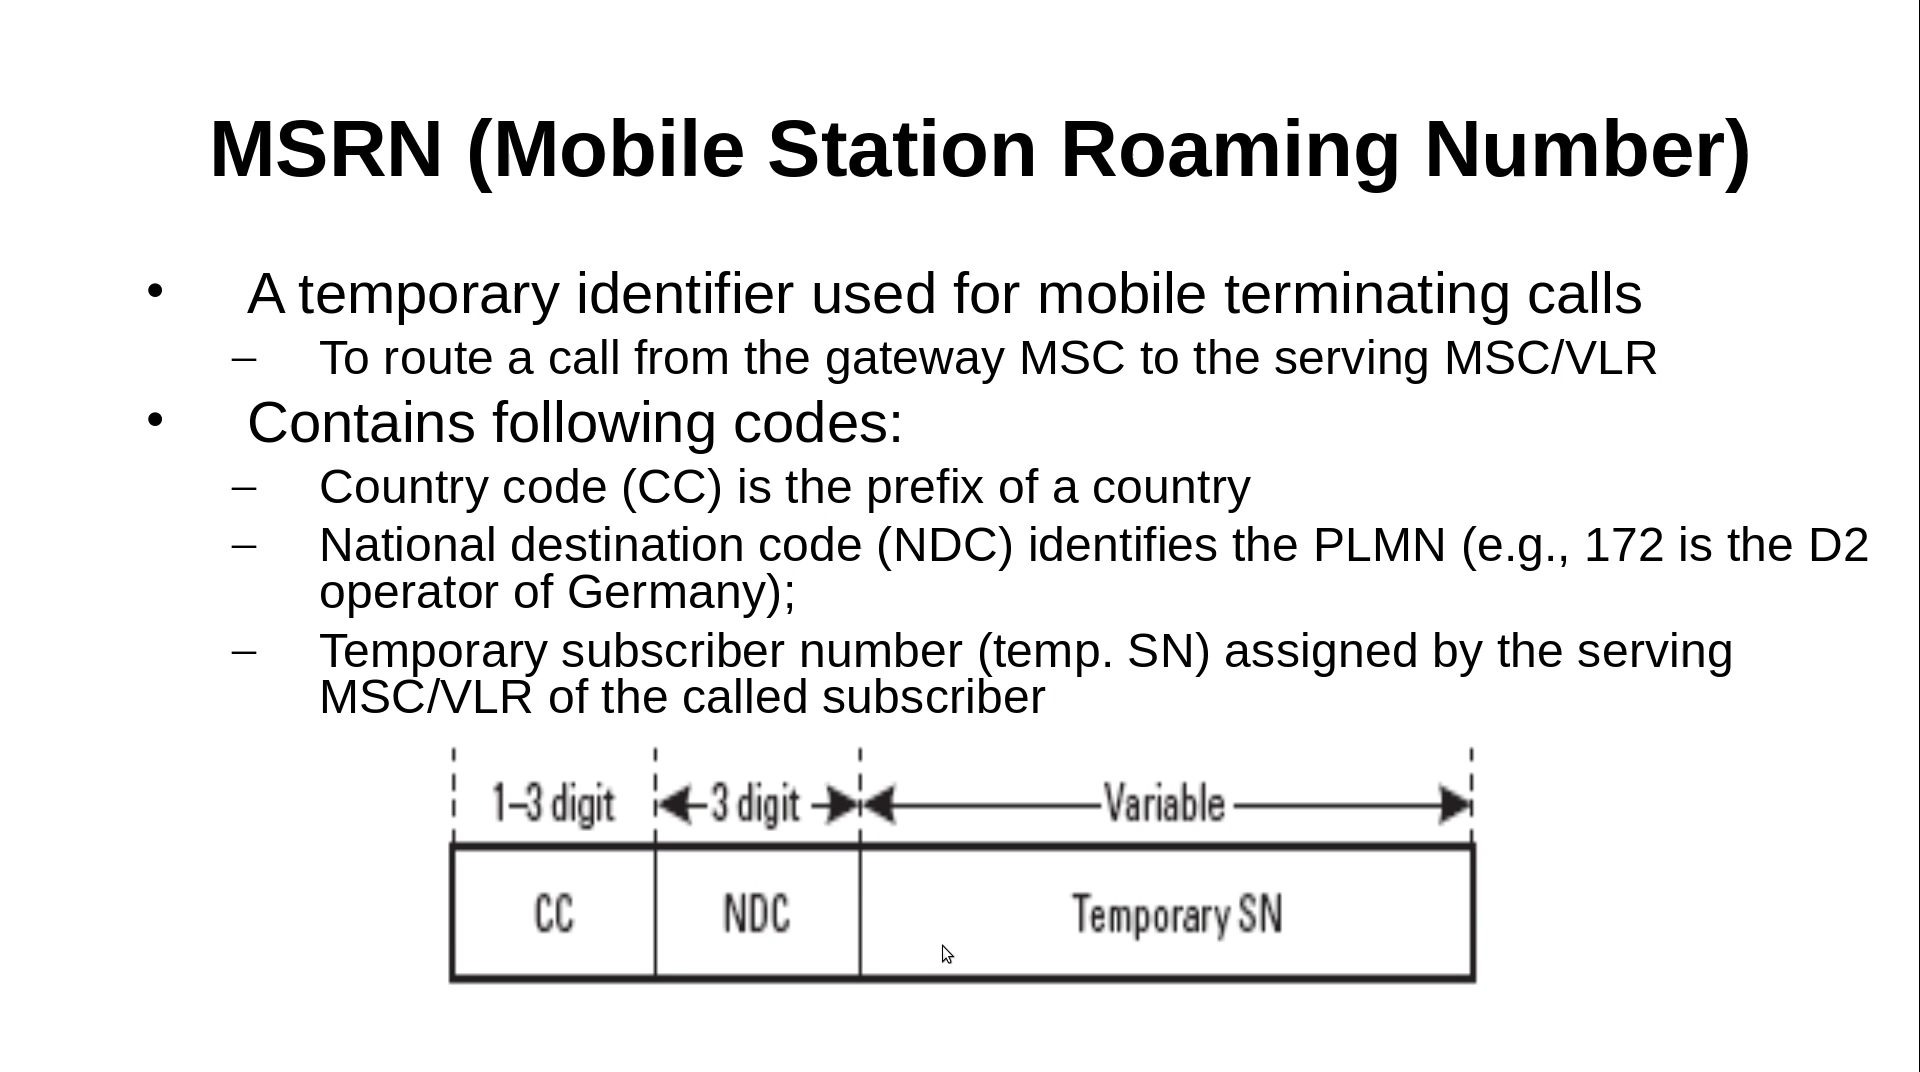 MSRN (Mobile Station Roaming Number)
• A temporary identifier used for mobile terminating calls
– To route a call from the gateway MSC to the serving MSC/VLR
• Contains following codes:
– Country code (CC) is the prefix of a country
– National destination code (NDC) identifies the PLMN (e.g., 172 is the D2
operator of Germany);
– Temporary subscriber number (temp. SN) assigned by the serving
MSC/VLR of the called subscriber
1–3 digit 3 digit Variable
CC NDC Temporary SN